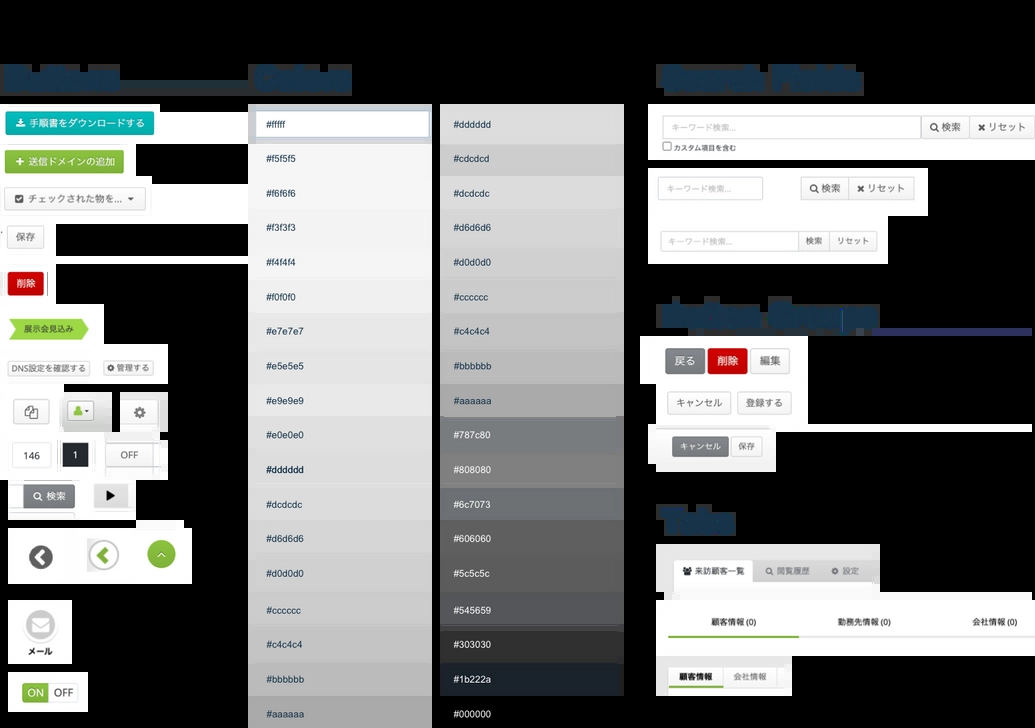 Buttons
手順書をダウンロードする
送信ドメインの追加
チェックされた物を...
保存
削除
展示会見込み
DNS設定を確認する
管理する
146
1
OFF
検索
メール
ON OFF
Colors
#fffff
#f5f5f5
#f6f6f6
#f3f3f3
#f4f4f4
#f0f0f0
#e7e7e7
#e5e5e5
#e9e9e9
#e0e0e0
#dddddd
#dcdcdc
#d6d6d6
#d0d0d0
#cccccc
#c4c4c4
#bbbbbb
#aaaaaa
#dddddd
#cdcdcd
#dcdcdc
#d6d6d6
#d0d0d0
#cccccc
#c4c4c4
#bbbbbb
#aaaaaa
#787c80
#808080
#6c7073
#606060
#5c5c5c
#545659
#303030
#1b222a
#000000
Search Fields
キーワード検索...
検索
リセット
カスタム項目を含む
キーワード検索...
検索
リセット
キーワード検索...
検索
リセット
戻る
削除
編集
キャンセル
登録する
キャンセル
保存
来訪顧客一覧
閲覧履歴
設定
顧客情報 (0)
勤務先情報 (0)
会社情報 (0)
顧客情報
会社情報